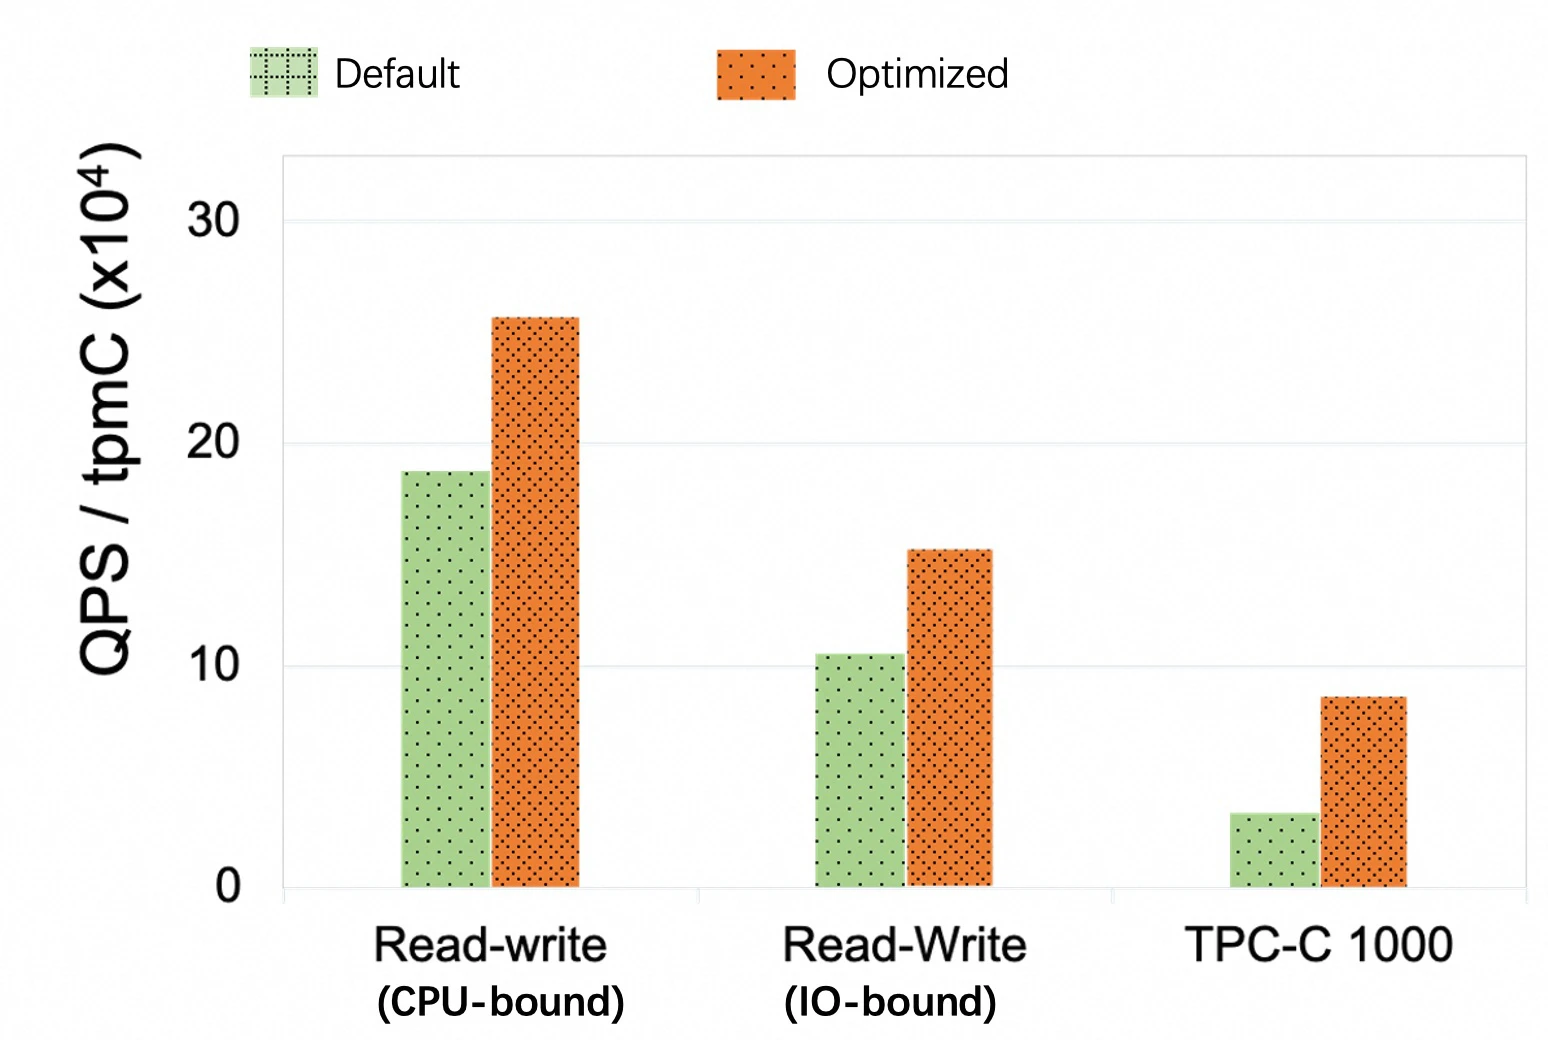 Default
Optimized
QPS / tpmC (x10⁴)
30
20
10
0
Read-write
(CPU-bound)
Read-Write
(IO-bound)
TPC-C 1000